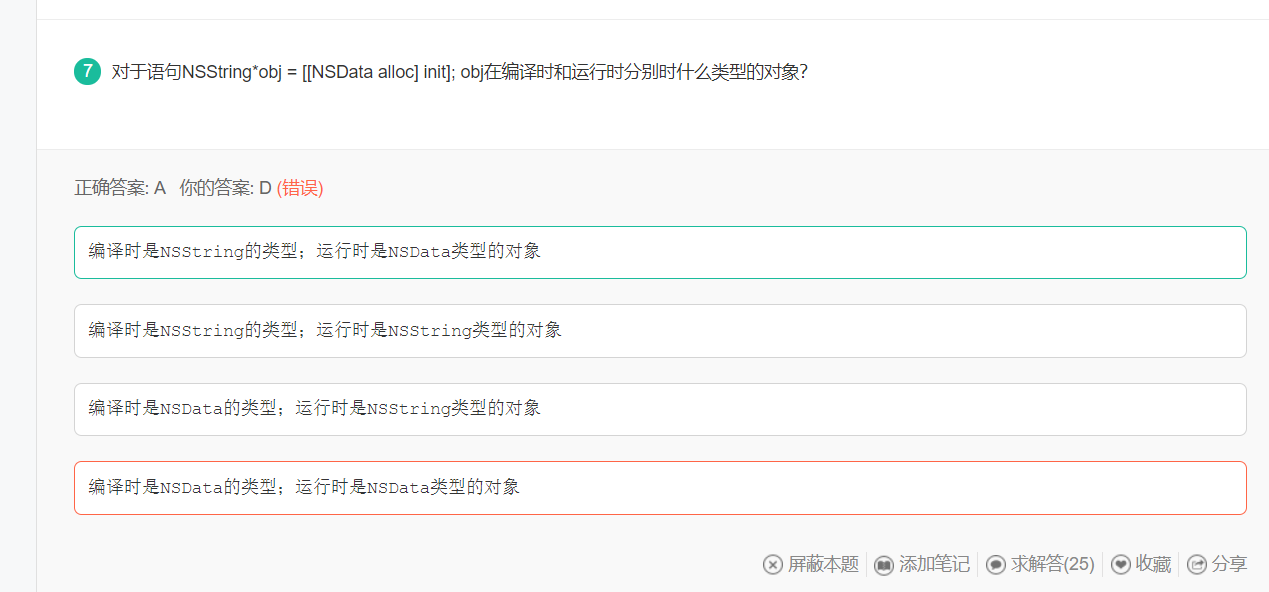 7 对于语句NSString*obj = [[NSData alloc] init]; obj在编译时和运行时分别时什么类型的对象?
正确答案: A 你的答案: D (错误)
编译时是NSString的类型；运行时是NSData类型的对象
编译时是NSString的类型；运行时是NSString类型的对象
编译时是NSData的类型；运行时是NSString类型的对象
编译时是NSData的类型；运行时是NSData类型的对象
屏蔽本题 添加笔记 求解答(25) 收藏 分享